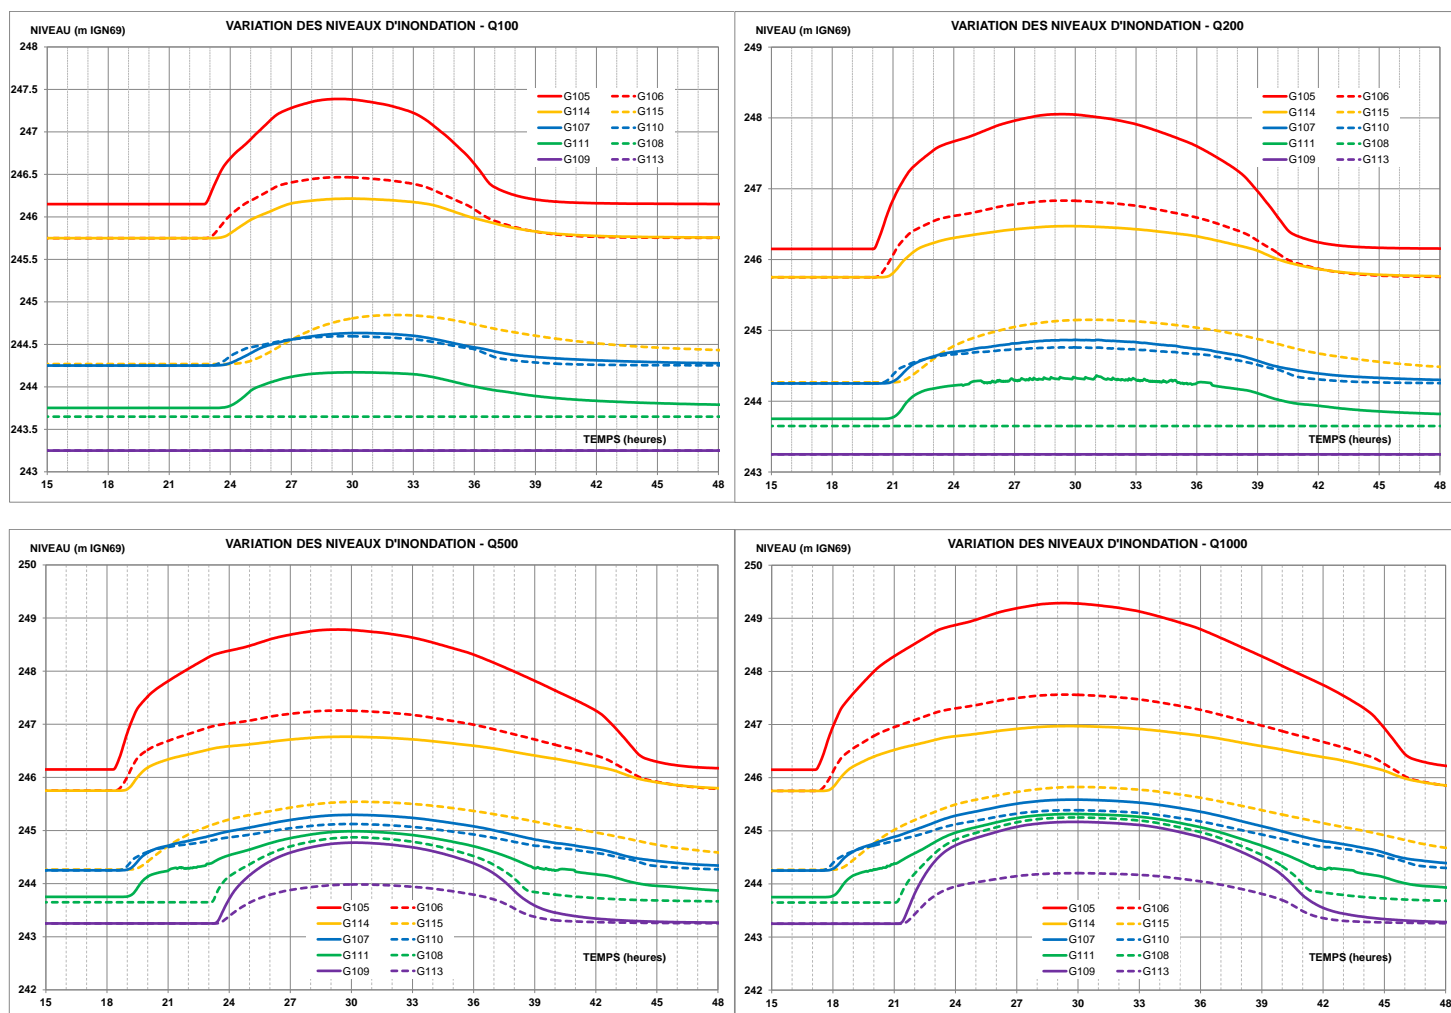 VARIATION DES NIVEAUX D'INONDATION - Q100
NIVEAU (m IGN69)
248
247.5
247
246.5
246
245.5
245
244.5
244
243.5
243
G105 G106
G114 G115
G107 G110
G111 G108
G109 G113
TEMPS (heures)
15 18 21 24 27 30 33 36 39 42 45 48
VARIATION DES NIVEAUX D'INONDATION - Q200
NIVEAU (m IGN69)
249
248
247
246
245
244
243
G105 G106
G114 G115
G107 G110
G111 G108
G109 G113
TEMPS (heures)
15 18 21 24 27 30 33 36 39 42 45 48
VARIATION DES NIVEAUX D'INONDATION - Q500
NIVEAU (m IGN69)
250
249
248
247
246
245
244
243
242
G105 G106
G114 G115
G107 G110
G111 G108
G109 G113
TEMPS (heures)
15 18 21 24 27 30 33 36 39 42 45 48
VARIATION DES NIVEAUX D'INONDATION - Q1000
NIVEAU (m IGN69)
250
249
248
247
246
245
244
243
242
G105 G106
G114 G115
G107 G110
G111 G108
G109 G113
TEMPS (heures)
15 18 21 24 27 30 33 36 39 42 45 48